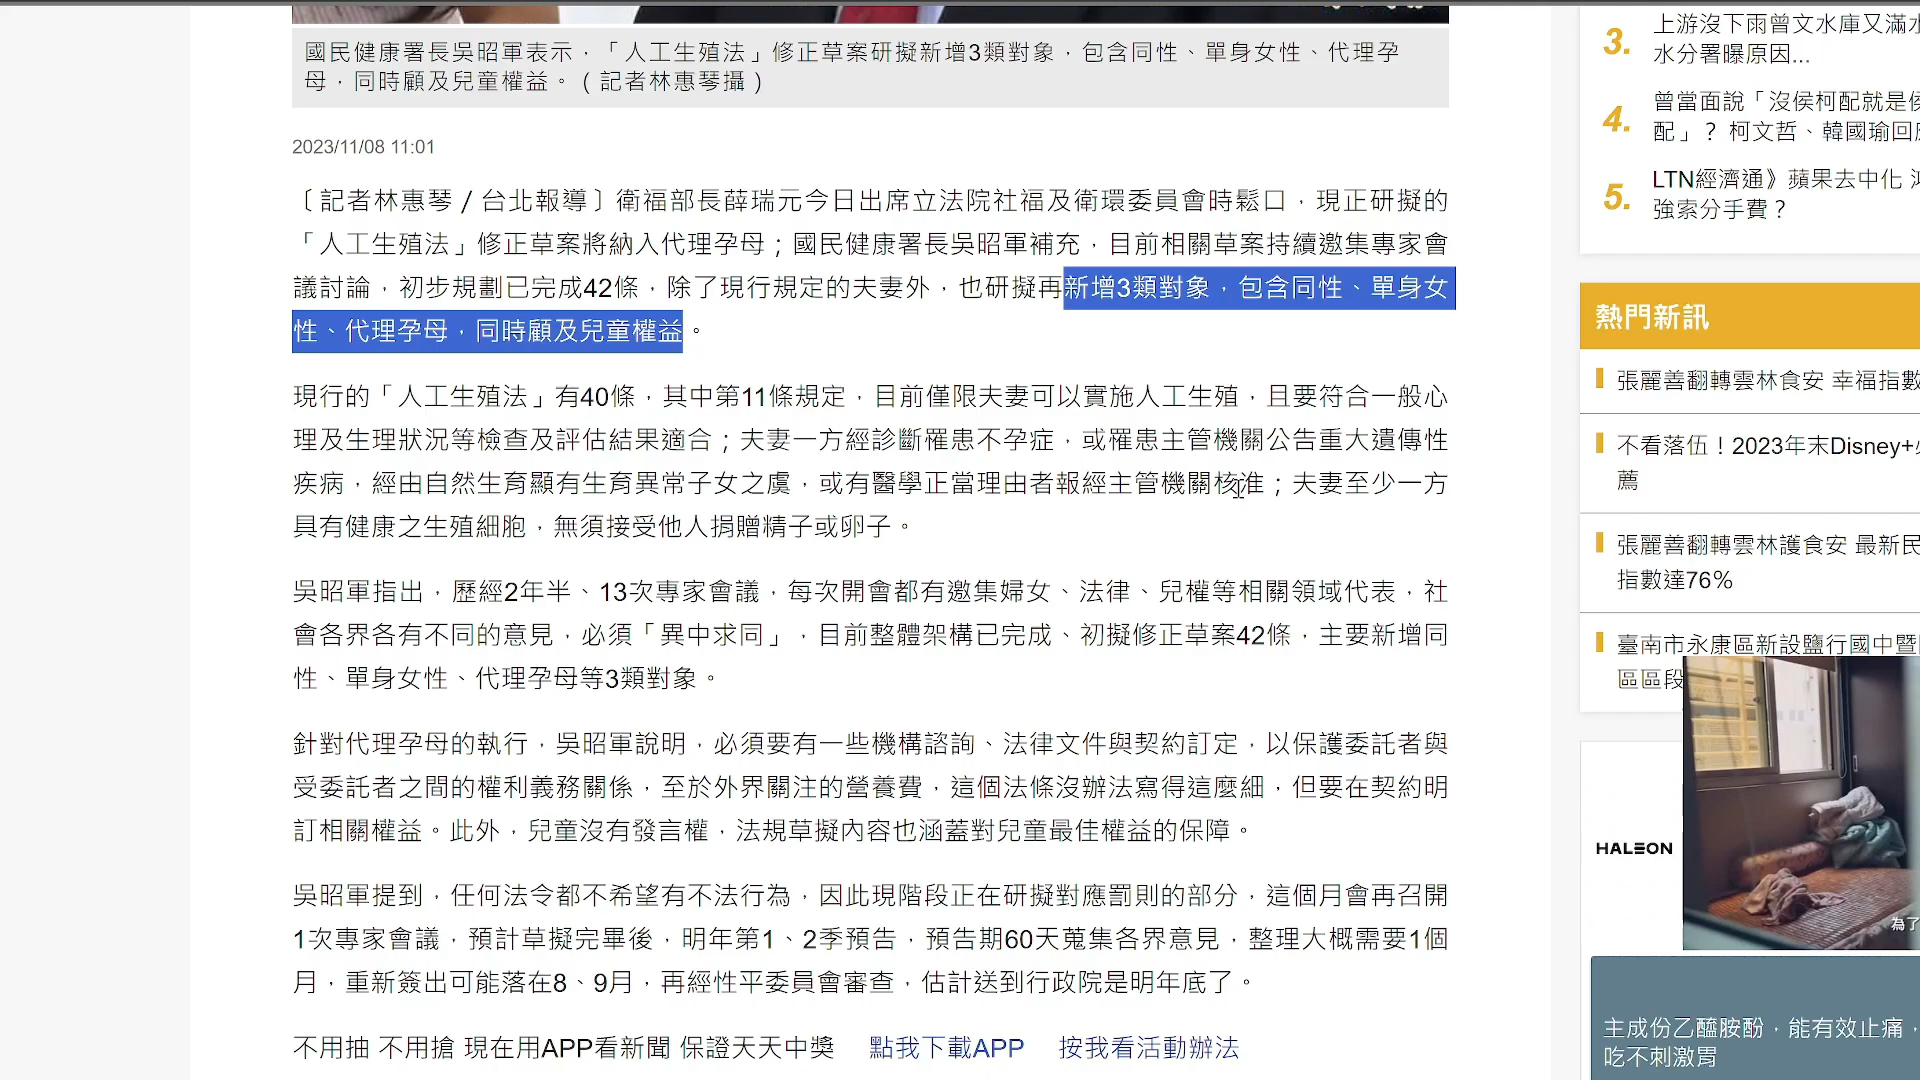 國民健康署長吳昭軍表示，「人工生殖法」修正草案研擬新增3類對象，包含同性、單身女性、代理孕
母，同時顧及兒童權益。（記者林惠琴攝）
2023/11/08 11:01
〔記者林惠琴／台北報導〕衛福部長薛瑞元今日出席立法院社福及衛環委員會時鬆口，現正研擬的
「人工生殖法」修正草案將納入代理孕母；國民健康署長吳昭軍補充，目前相關草案持續邀集專家會
議討論，初步規劃已完成42條，除了現行規定的夫妻外，也研擬再新增3類對象，包含同性、單身女
性、代理孕母，同時顧及兒童權益。
現行的「人工生殖法」有40條，其中第11條規定，目前僅限夫妻可以實施人工生殖，且要符合一般心
理及生理狀況等檢查及評估結果適合；夫妻一方經診斷罹患不孕症，或罹患主管機關公告重大遺傳性
疾病，經由自然生育顯有生育異常子女之虞，或有醫學正當理由者報經主管機關核准；夫妻至少一方
具有健康之生殖細胞，無須接受他人捐贈精子或卵子。
吳昭軍指出，歷經2年半、13次專家會議，每次開會都有邀集婦女、法律、兒權等相關領域代表，社
會各界各有不同的意見，必須「異中求同」，目前整體架構已完成、初擬修正草案42條，主要新增同
性、單身女性、代理孕母等3類對象。
針對代理孕母的執行，吳昭軍說明，必須要有一些機構諮詢、法律文件與契約訂定，以保護委託者與
受委託者之間的權利義務關係，至於外界關注的營養費，這個法條沒辦法寫得這麼細，但要在契約明
訂相關權益。此外，兒童沒有發言權，法規草擬內容也涵蓋對兒童最佳權益的保障。
吳昭軍提到，任何法令都不希望有不法行為，因此現階段正在研擬對應罰則的部分，這個月會再召開
1次專家會議，預計草擬完畢後，明年第1、2季預告，預告期60天蒐集各界意見，整理大概需要1個
月，重新簽出可能落在8、9月，再經性平委員會審查，估計送到行政院是明年底了。
不用抽 不用搶 現在用APP看新聞 保證天天中獎 點我下載APP 按我看活動辦法
3. 上游沒下雨曾文水庫又滿水
水分署曝原因...
4. 曾當面說「沒侯柯配就是侯
配」？ 柯文哲、韓國瑜回
5. LTN經濟通》蘋果去中化
強索分手費？
熱門新訊
張麗善翻轉雲林食安 幸福指數
不看落伍！2023年末Disney+
薦
張麗善翻轉雲林護食安 最新民
指數達76％
臺南市永康區新設鹽行國中暨
區區段
HALEON
為了
主成份乙醯胺酚，能有效止痛，
吃不刺激胃